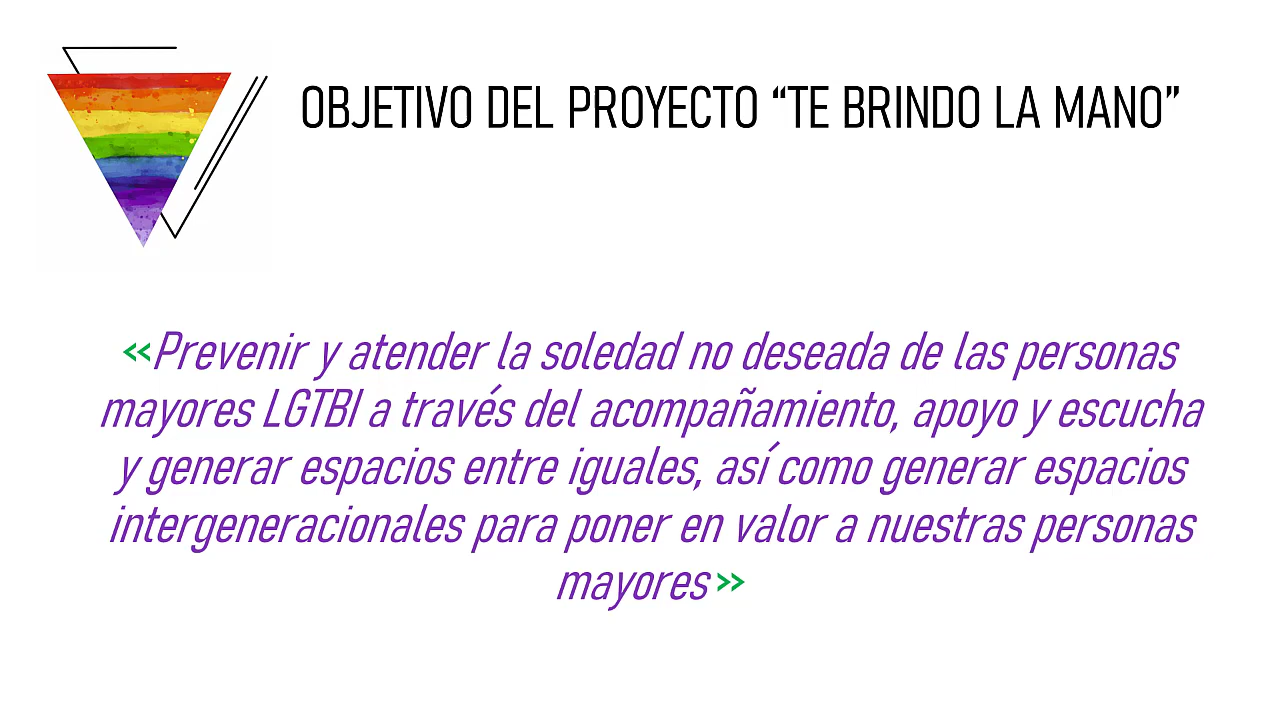 OBJETIVO DEL PROYECTO “TE BRINDO LA MANO”
«Prevenir y atender la soledad no deseada de las personas
mayores LGTBI a través del acompañamiento, apoyo y escucha
y generar espacios entre iguales, así como generar espacios
intergeneracionales para poner en valor a nuestras personas
mayores»